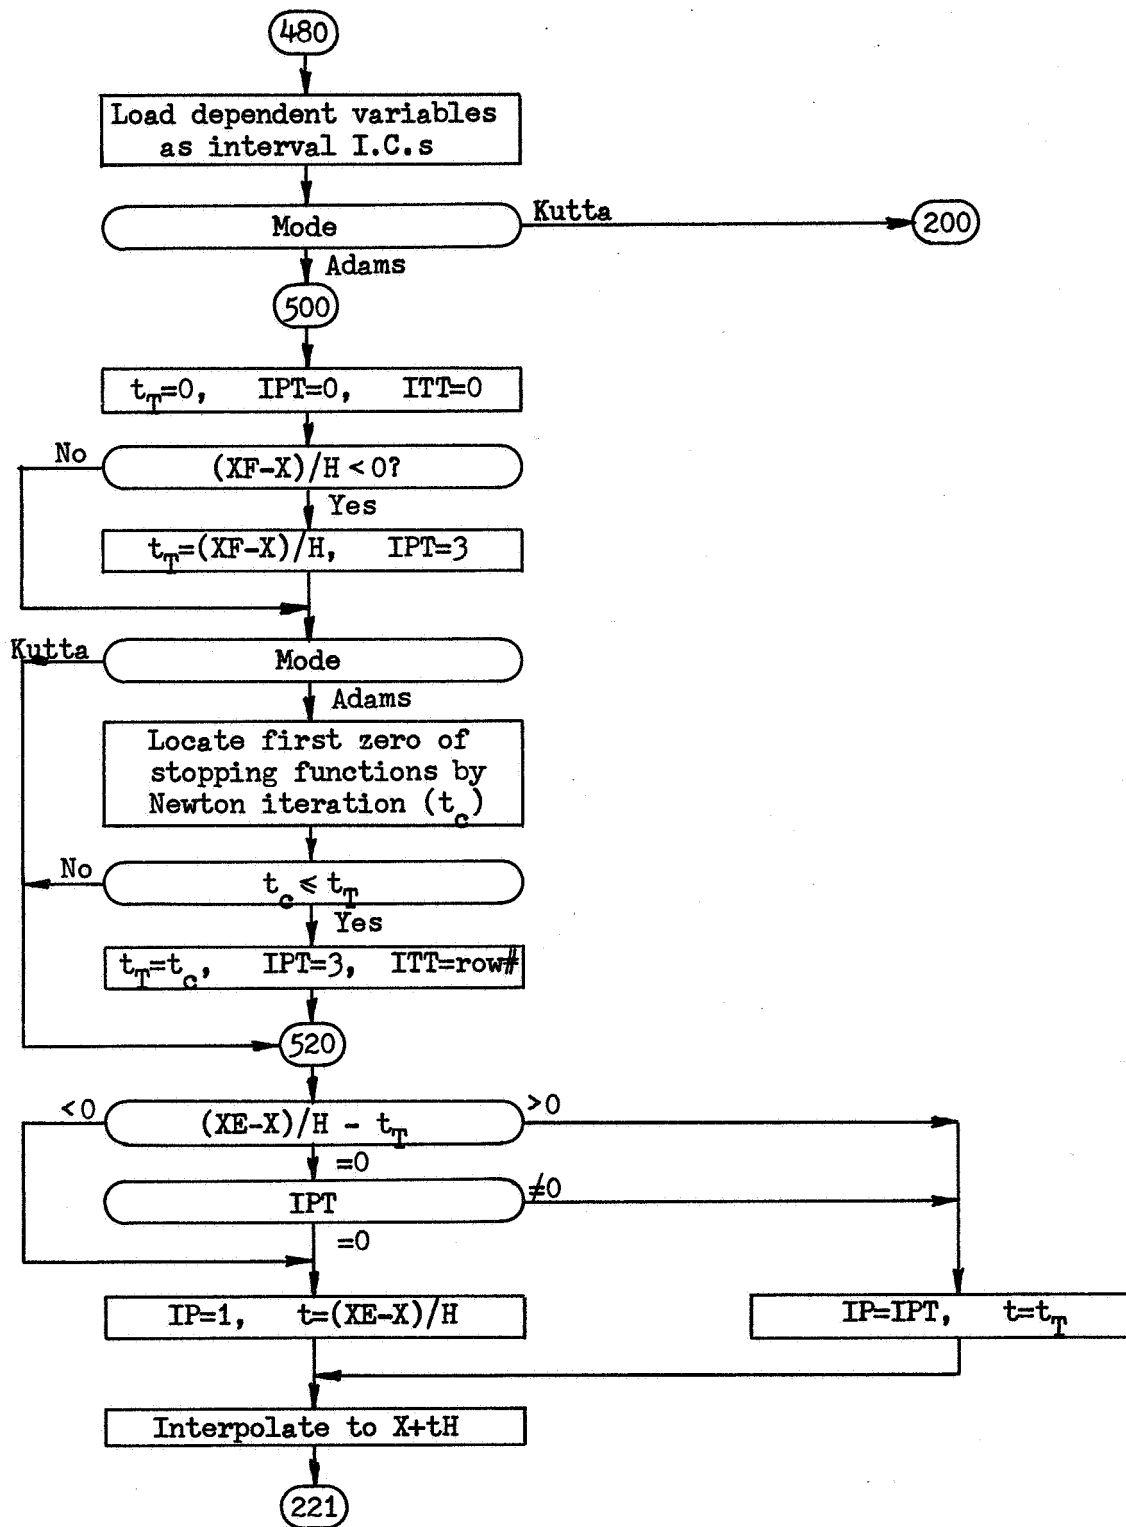 480
Load dependent variables
as interval I.C.s
Mode
Kutta
200
Adams
500
t_T=0, IPT=0, ITT=0
No
(XF-X)/H < 0?
Yes
t_T=(XF-X)/H, IPT=3
Kutta
Mode
Adams
Locate first zero of
stopping functions by
Newton iteration (t_c)
No
t_c ≤ t_T
Yes
t_T=t_c, IPT=3, ITT=row#
520
<0
(XE-X)/H - t_T
>0
=0
IPT
≠0
=0
IP=1, t=(XE-X)/H
IP=IPT, t=t_T
Interpolate to X+tH
221